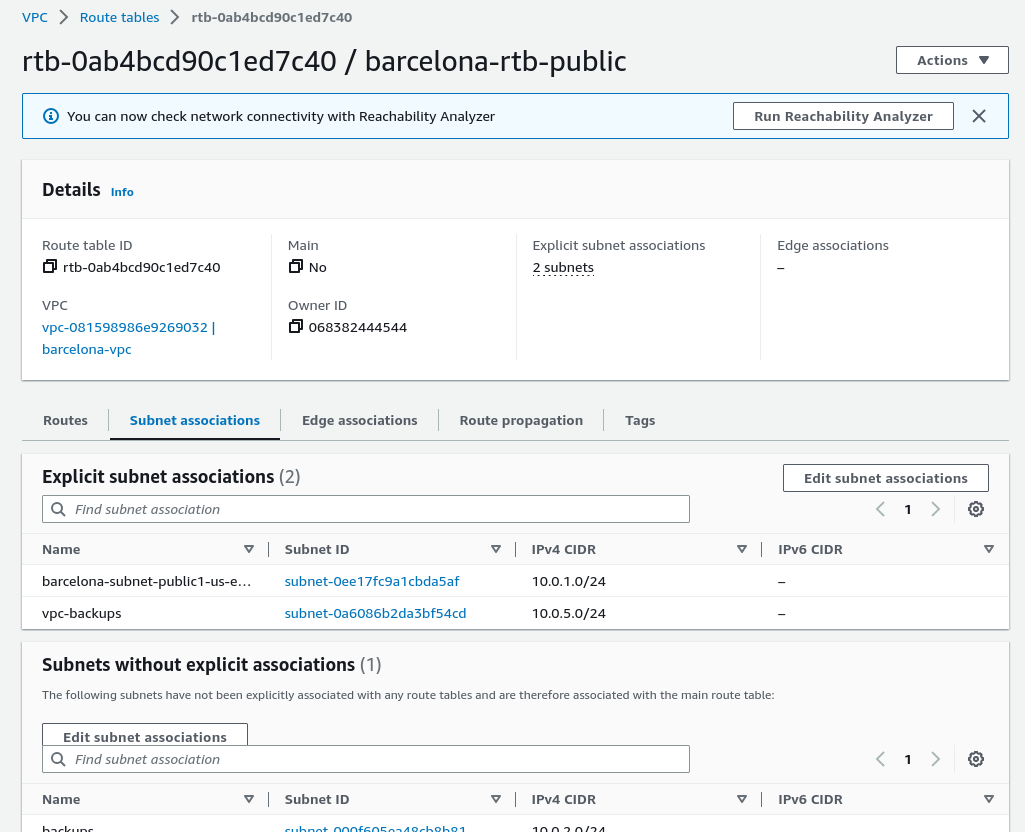 VPC > Route tables > rtb-0ab4bcd90c1ed7c40
rtb-0ab4bcd90c1ed7c40 / barcelona-rtb-public
Actions
You can now check network connectivity with Reachability Analyzer
Run Reachability Analyzer
Details Info
Route table ID
rtb-0ab4bcd90c1ed7c40
VPC
vpc-081598986e9269032 |
barcelona-vpc
Main
No
Owner ID
068382444544
Explicit subnet associations
2 subnets
Edge associations
–
Routes Subnet associations Edge associations Route propagation Tags
Explicit subnet associations (2)
Edit subnet associations
Find subnet association
1
Name Subnet ID IPv4 CIDR IPv6 CIDR
barcelona-subnet-public1-us-e... subnet-0ee17fc9a1cbda5af 10.0.1.0/24 –
vpc-backups subnet-0a6086b2da3bf54cd 10.0.5.0/24 –
Subnets without explicit associations (1)
The following subnets have not been explicitly associated with any route tables and are therefore associated with the main route table:
Edit subnet associations
Find subnet association
1
Name Subnet ID IPv4 CIDR IPv6 CIDR
backups subnet-000f605ea48cb8b81 10.0.2.0/24